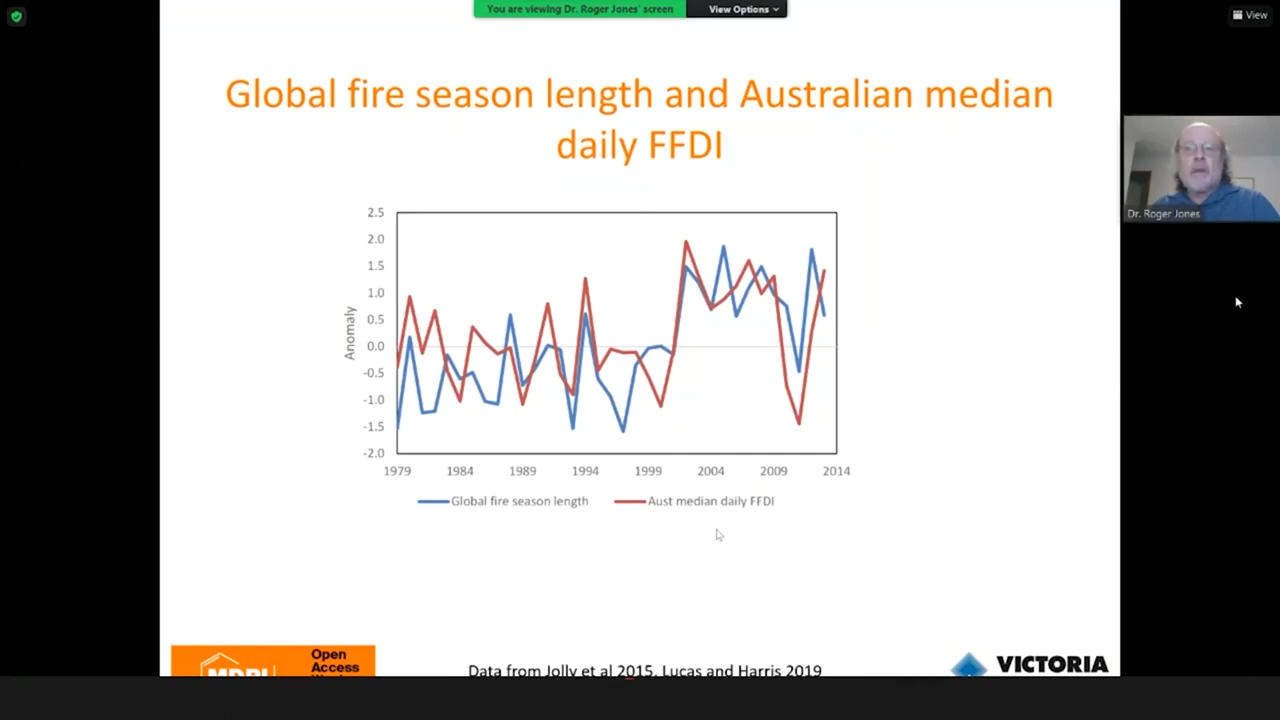 You are viewing Dr. Roger Jones' screen
View Options
View
Global fire season length and Australian median
daily FFDI
Dr. Roger Jones
2.5
2.0
1.5
1.0
0.5
0.0
-0.5
-1.0
-1.5
-2.0
Anomaly
1979 1984 1989 1994 1999 2004 2009 2014
Global fire season length
Aust median daily FFDI
Open
Access
MDPI
Data from Jolly et al 2015, Lucas and Harris 2019
VICTORIA